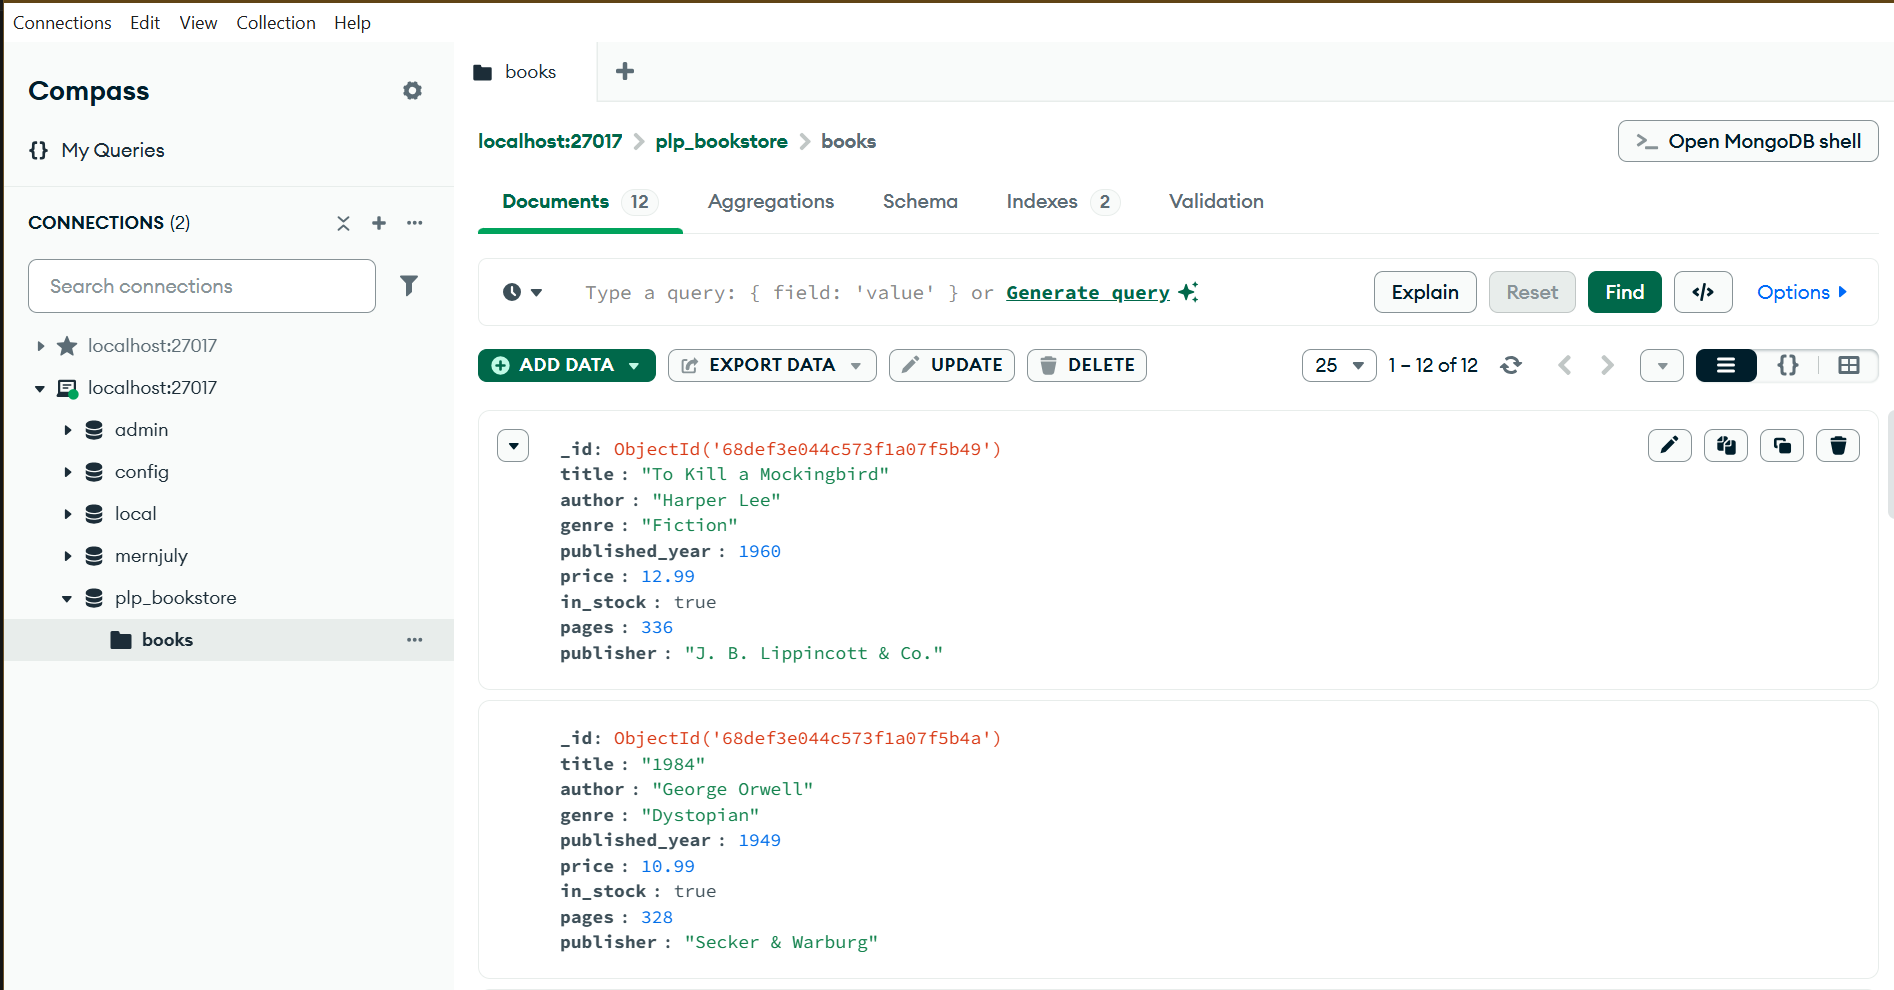 Connections Edit View Collection Help
Compass
{} My Queries
CONNECTIONS (2)
Search connections
localhost:27017
localhost:27017
admin
config
local
mernjuly
plp_bookstore
books
books
localhost:27017 > plp_bookstore > books
>_ Open MongoDB shell
Documents 12 Aggregations Schema Indexes 2 Validation
Type a query: { field: 'value' } or Generate query
Explain Reset Find </> Options
ADD DATA EXPORT DATA UPDATE DELETE
25 1 – 12 of 12 {}
_id: ObjectId('68def3e044c573f1a07f5b49')
title : "To Kill a Mockingbird"
author : "Harper Lee"
genre : "Fiction"
published_year : 1960
price : 12.99
in_stock : true
pages : 336
publisher : "J. B. Lippincott & Co."
_id: ObjectId('68def3e044c573f1a07f5b4a')
title : "1984"
author : "George Orwell"
genre : "Dystopian"
published_year : 1949
price : 10.99
in_stock : true
pages : 328
publisher : "Secker & Warburg"